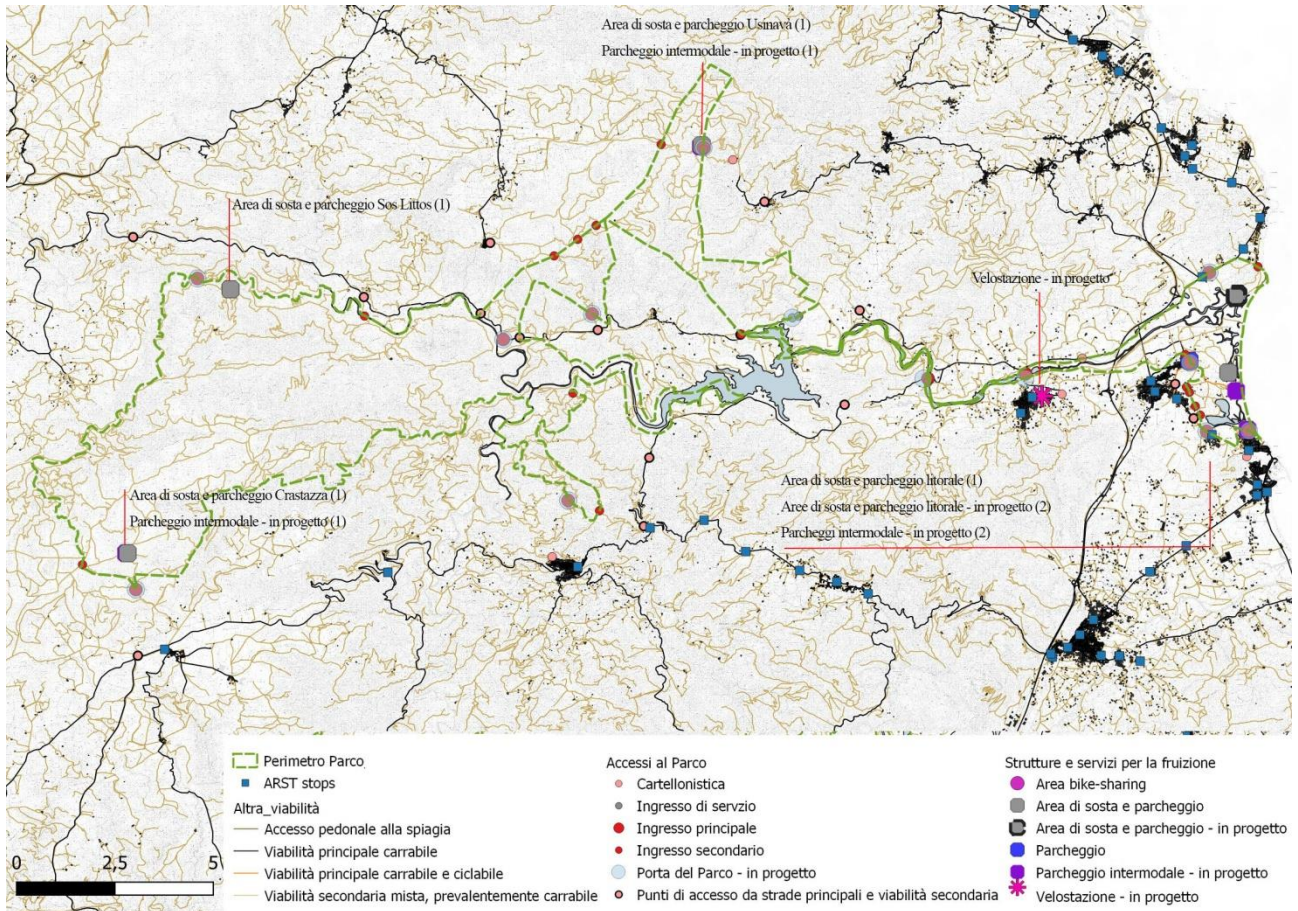 Area di sosta e parcheggio Usinavà (1)
Parcheggio intermodale - in progetto (1)
Area di sosta e parcheggio Sos Littos (1)
Velostazione - in progetto
Area di sosta e parcheggio Crastazza (1)
Parcheggio intermodale - in progetto (1)
Area di sosta e parcheggio litorale (1)
Aree di sosta e parcheggio litorale - in progetto (2)
Parcheggi intermodale - in progetto (2)
Perimetro Parco
ARST stops
Altra_viabilità
Accesso pedonale alla spiagia
Viabilità principale carrabile
Viabilità principale carrabile e ciclabile
Viabilità secondaria mista, prevalentemente carrabile
Accessi al Parco
Cartellonistica
Ingresso di servzio
Ingresso principale
Ingresso secondario
Porta del Parco - in progetto
Punti di accesso da strade principali e viabilità secondaria
Strutture e servizi per la fruizione
Area bike-sharing
Area di sosta e parcheggio
Area di sosta e parcheggio - in progetto
Parcheggio
Parcheggio intermodale - in progetto
Velostazione - in progetto
0 2,5 5